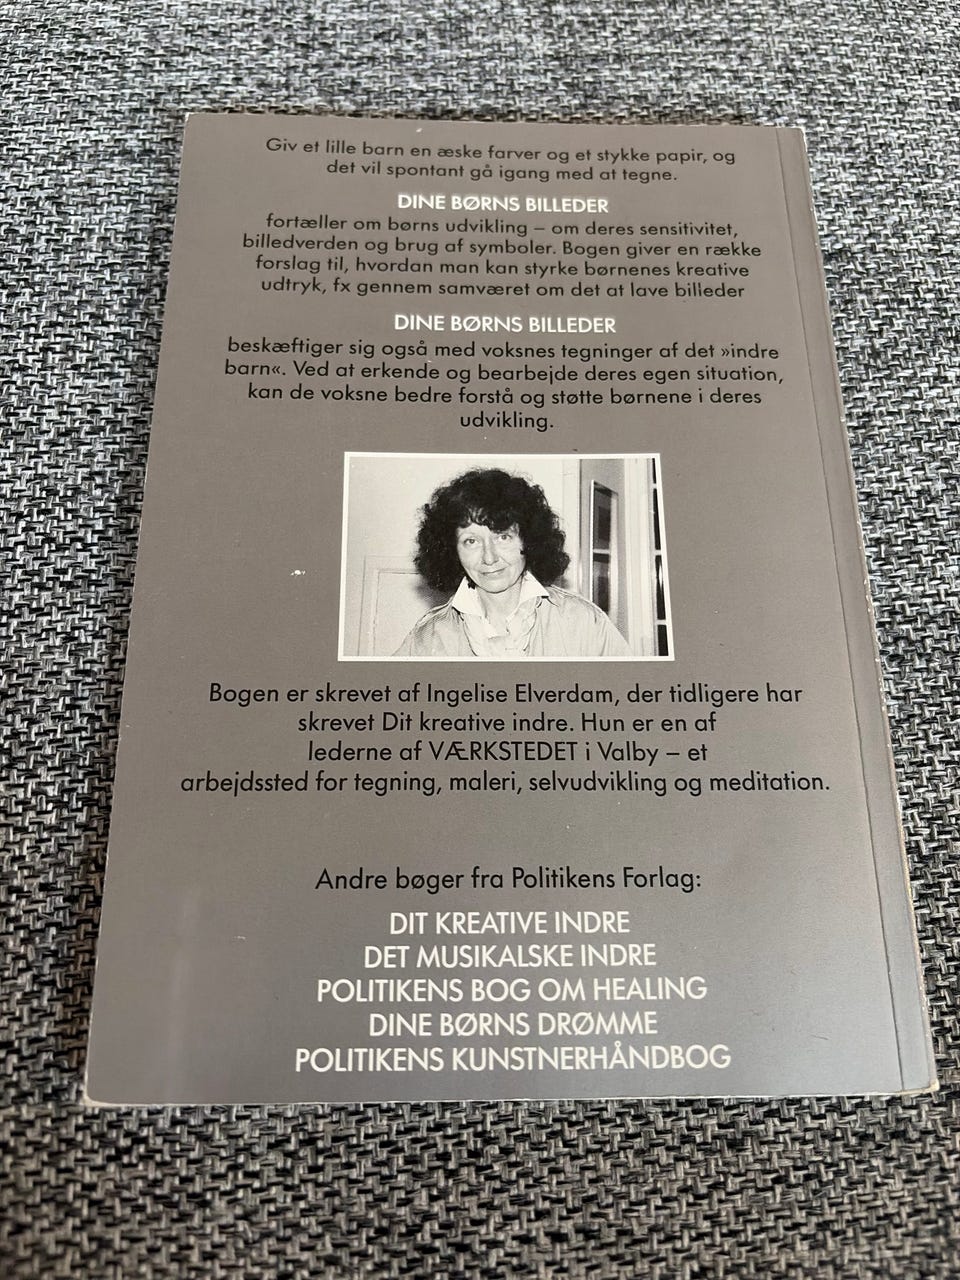 Giv et lille barn en æske farver og et stykke papir, og
det vil spontant gå igang med at tegne.
DINE BØRNS BILLEDER
fortæller om børns udvikling – om deres sensitivitet,
billedverden og brug af symboler. Bogen giver en række
forslag til, hvordan man kan styrke børnenes kreative
udtryk, fx gennem samværet om det at lave billeder
DINE BØRNS BILLEDER
beskæftiger sig også med voksnes tegninger af det »indre
barn«. Ved at erkende og bearbejde deres egen situation,
kan de voksne bedre forstå og støtte børnene i deres
udvikling.
Bogen er skrevet af Ingelise Elverdam, der tidligere har
skrevet Dit kreative indre. Hun er en af
lederne af VÆRKSTEDET i Valby – et
arbejdssted for tegning, maleri, selvudvikling og meditation.
Andre bøger fra Politikens Forlag:
DIT KREATIVE INDRE
DET MUSIKALSKE INDRE
POLITIKENS BOG OM HEALING
DINE BØRNS DRØMME
POLITIKENS KUNSTNERHÅNDBOG